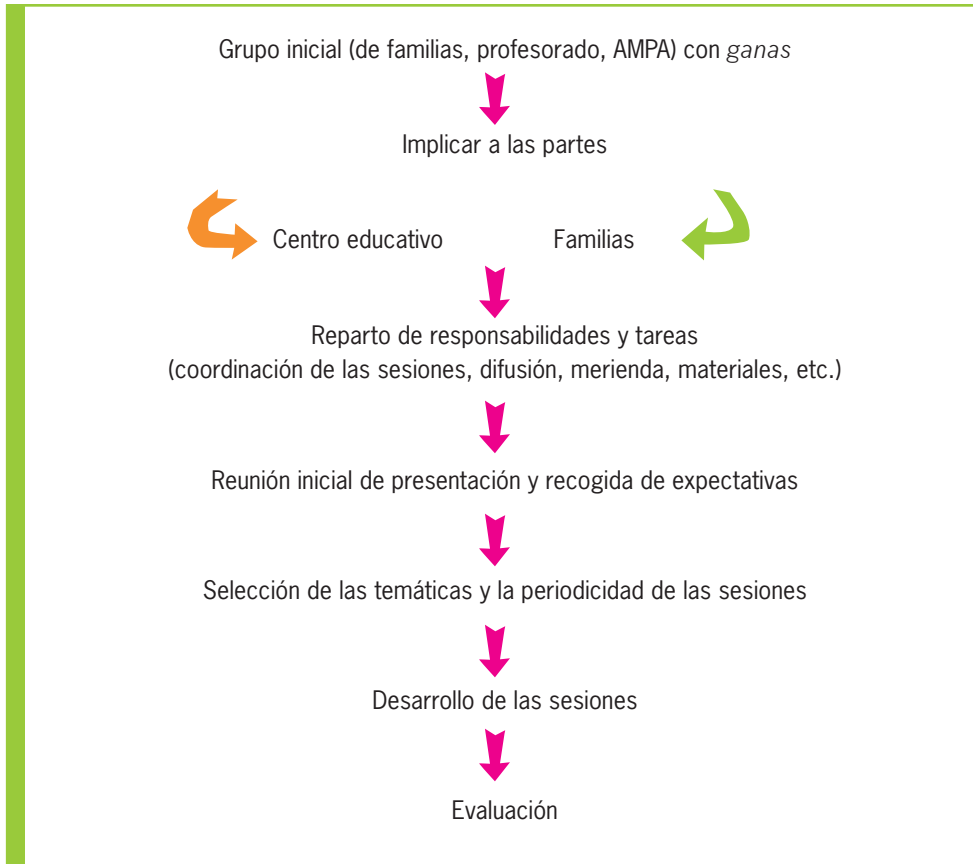 Grupo inicial (de familias, profesorado, AMPA) con ganas
Implicar a las partes
Centro educativo Familias
Reparto de responsabilidades y tareas
(coordinación de las sesiones, difusión, merienda, materiales, etc.)
Reunión inicial de presentación y recogida de expectativas
Selección de las temáticas y la periodicidad de las sesiones
Desarrollo de las sesiones
Evaluación